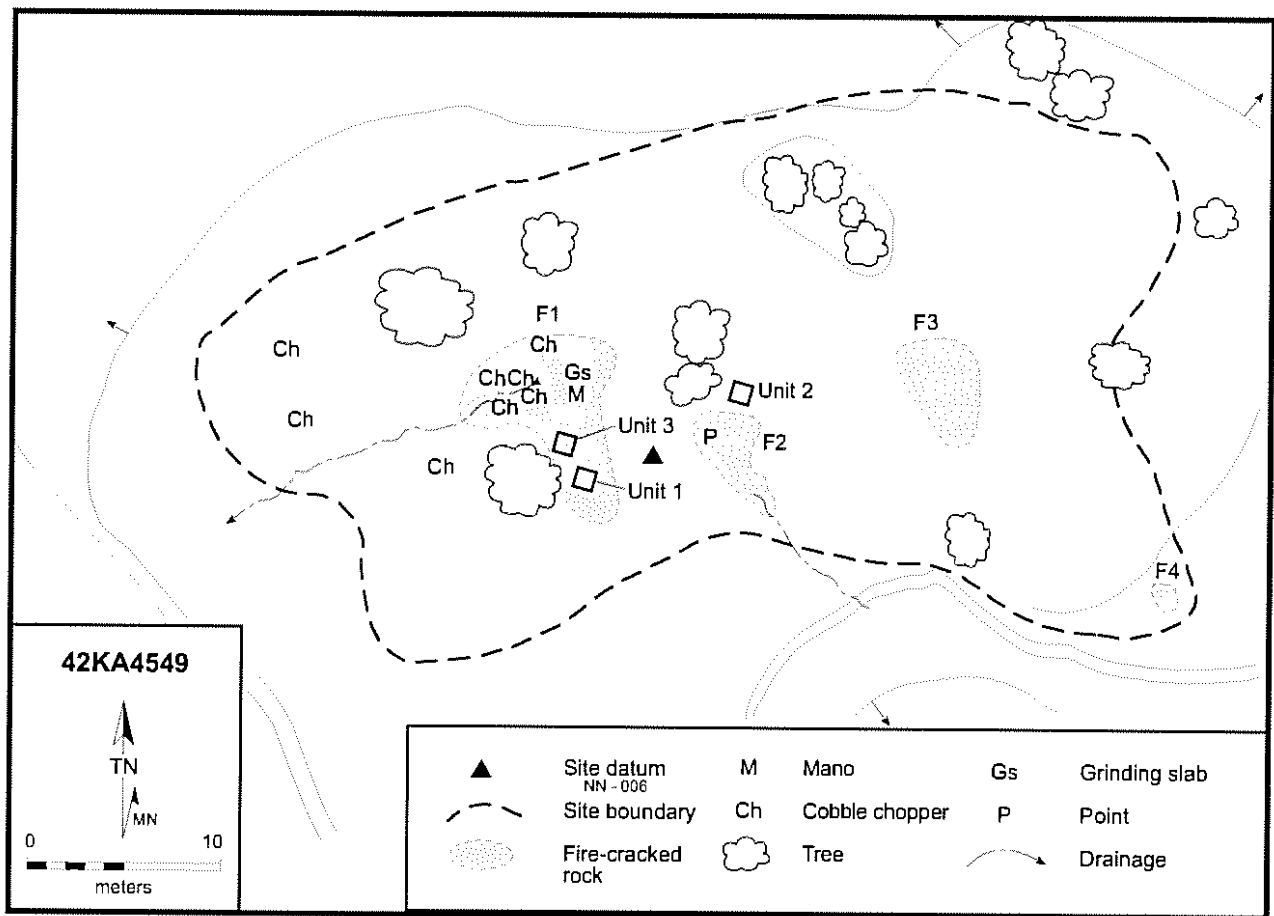 F1
F3
Ch
Ch
ChCh
Gs
Ch
M
Ch
Unit 2
Ch
Unit 3
P
F2
Ch
Unit 1
F4
42KA4549
TN
MN
0 10
meters
Site datum
NN - 006
M Mano
Gs Grinding slab
Site boundary
Ch Cobble chopper
P Point
Fire-cracked
rock
Tree
Drainage